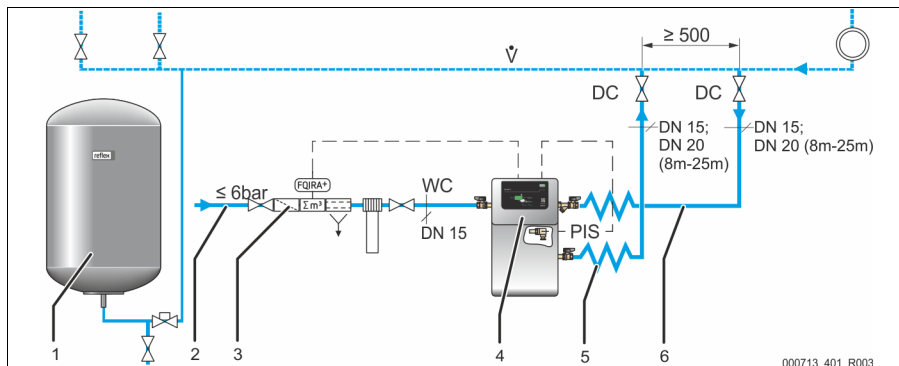 ≥ 500
V̇
DC
DC
DN 15;
DN 20
(8m-25m)
DN 15;
DN 20 (8m-25m)
reflex
≤ 6bar
FQIRA+
Σ m³
WC
DN 15
PIS
1
2
3
4
5
6
000713_401_R003